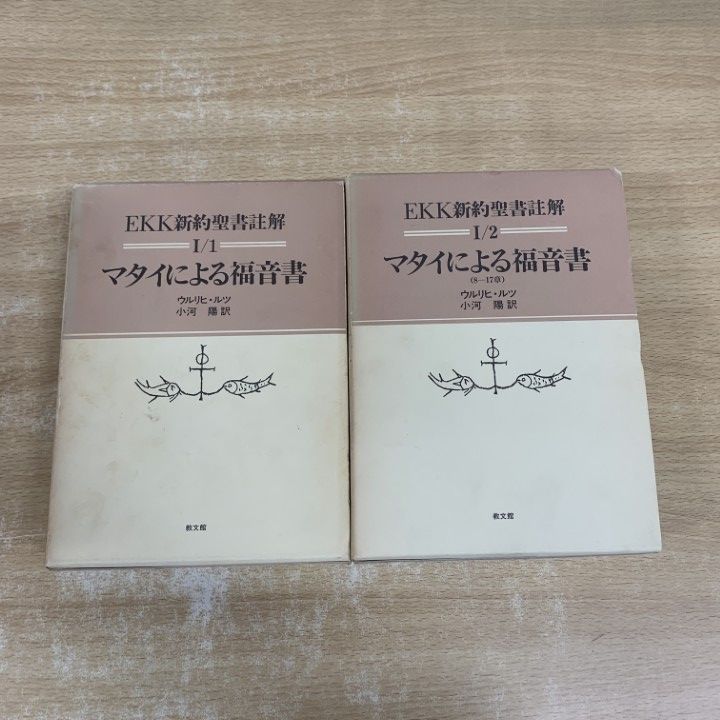 EKK新約聖書註解
I/1
マタイによる福音書
ウルリヒ・ルツ
小河 陽訳
教文館
EKK新約聖書註解
I/2
マタイによる福音書
(8—17章)
ウルリヒ・ルツ
小河 陽訳
教文館